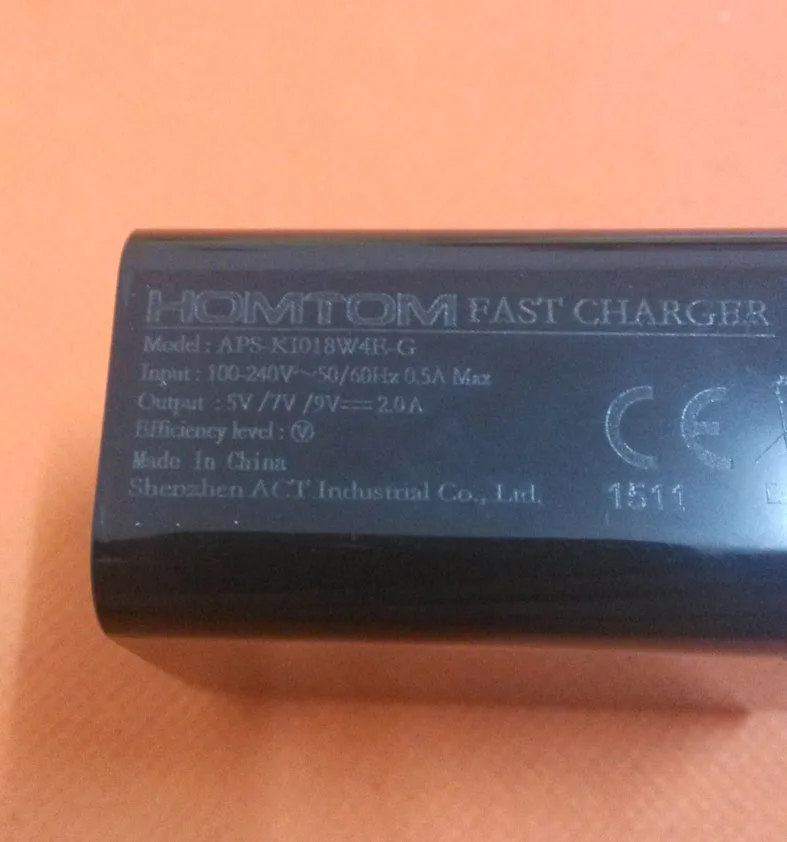 HOMTOM FAST CHARGER
Model : APS-KI018W4E-G
Input : 100-240V~50/60Hz 0.5A Max
Output : 5V /7V /9V⎓2.0A
Efficiency level : Ⓥ
Made In China
Shenzhen ACT Industrial Co., Ltd.
CE
1511